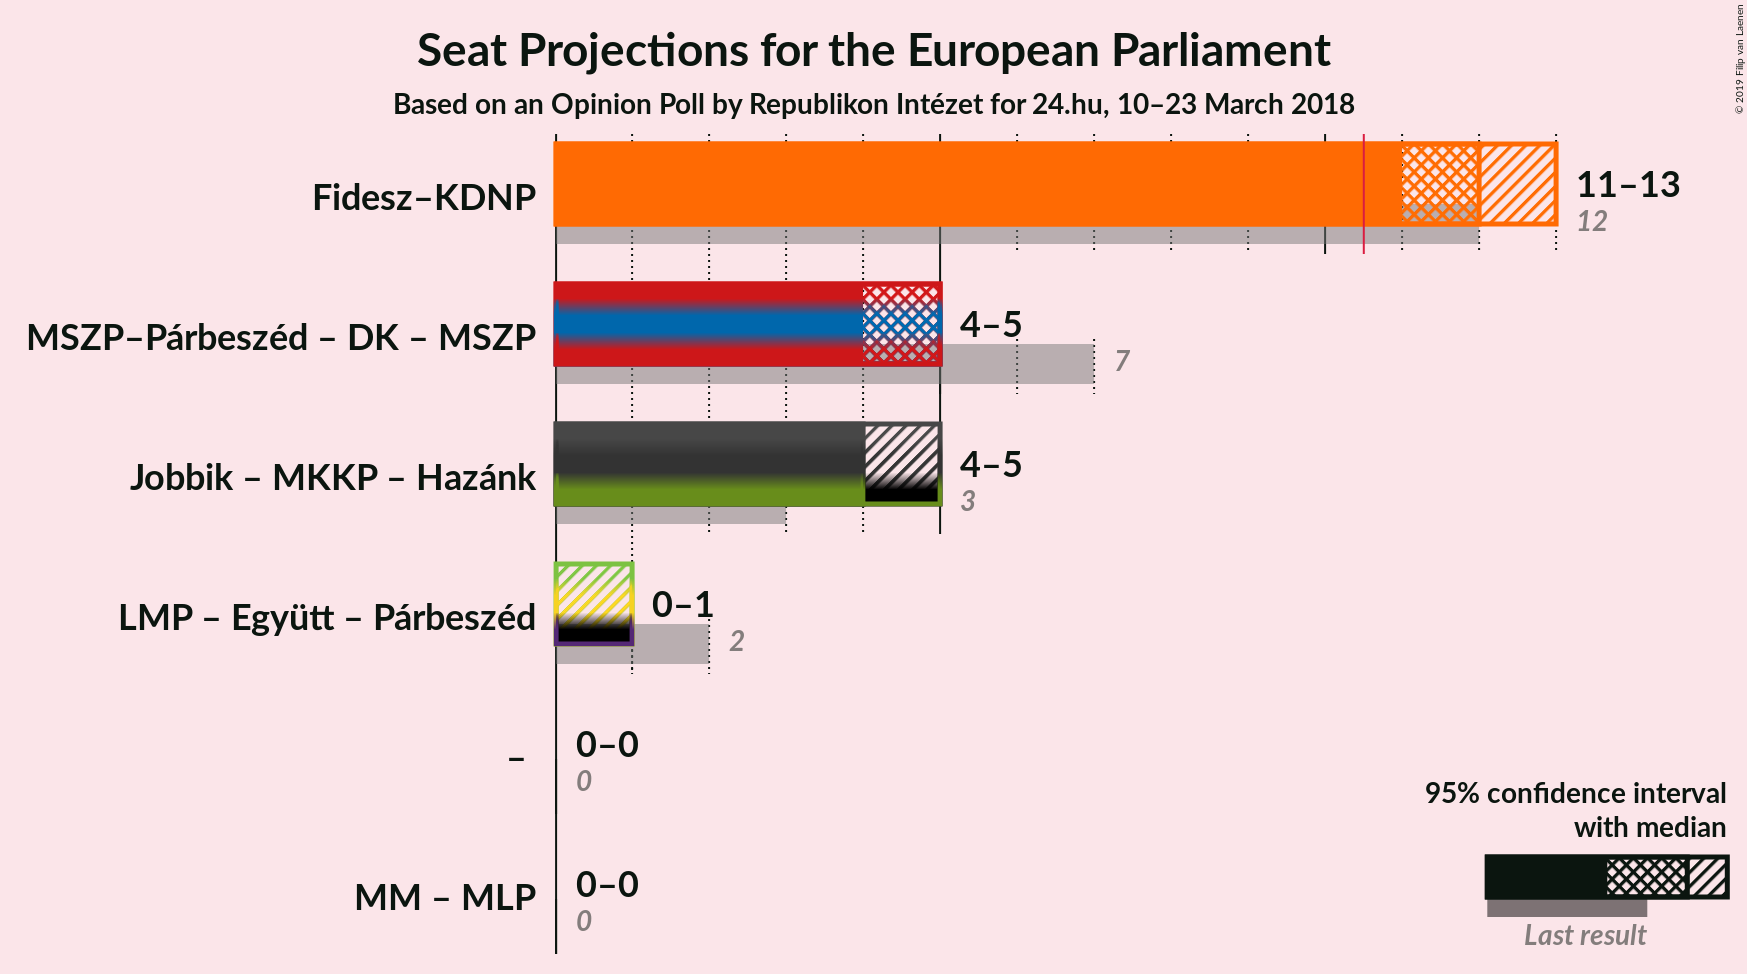 Seat Projections for the European Parliament
Based on an Opinion Poll by Republikon Intézet for 24.hu, 10–23 March 2018
© 2019 Filip van Laenen
Fidesz–KDNP
11–13
12
MSZP–Párbeszéd – DK – MSZP
4–5
7
Jobbik – MKKP – Hazánk
4–5
3
LMP – Együtt – Párbeszéd
0–1
2
–
0–0
0
MM – MLP
0–0
0
95% confidence interval
with median
Last result